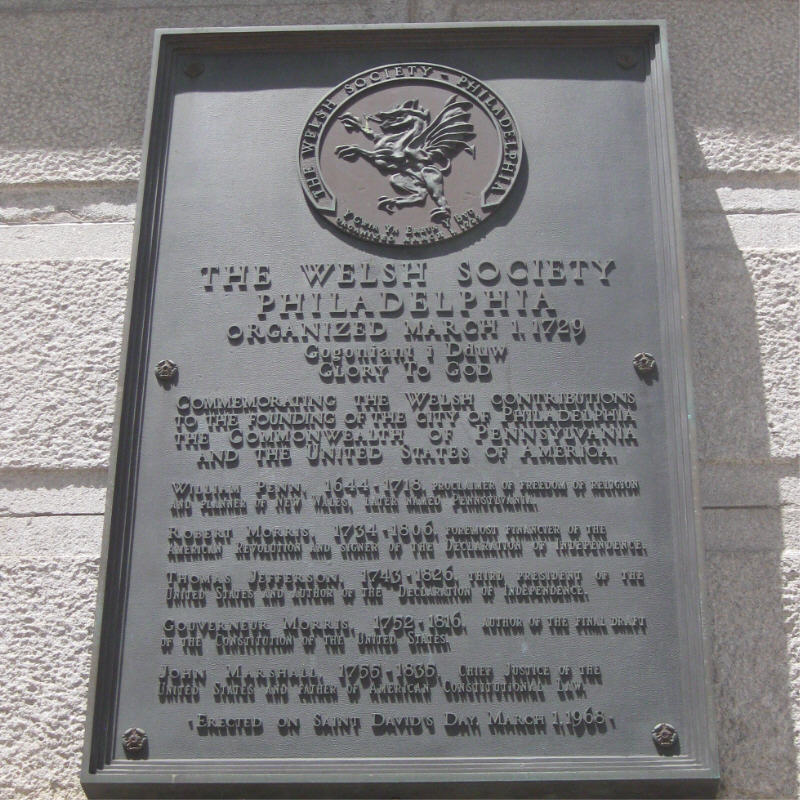 THE WELSH SOCIETY · PHILADELPHIA
Y DDRAIG
THE WELSH SOCIETY
PHILADELPHIA
ORGANIZED MARCH 1, 1729
Gogoniant i Dduw
GLORY TO GOD
COMMEMORATING THE WELSH CONTRIBUTIONS
TO THE FOUNDING OF THE CITY OF PHILADELPHIA,
THE COMMONWEALTH OF PENNSYLVANIA
AND THE UNITED STATES OF AMERICA.
WILLIAM PENN, 1644-1718, PROCLAIMER OF FREEDOM OF RELIGION
AND PLANNER OF NEW WALES, LATER NAMED PENNSYLVANIA.
ROBERT MORRIS, 1734-1806, FOREMOST FINANCIER OF THE
AMERICAN REVOLUTION AND SIGNER OF THE DECLARATION OF INDEPENDENCE.
THOMAS JEFFERSON, 1743-1826, THIRD PRESIDENT OF THE
UNITED STATES AND AUTHOR OF THE DECLARATION OF INDEPENDENCE.
GOUVERNEUR MORRIS, 1752-1816, AUTHOR OF THE FINAL DRAFT
OF THE CONSTITUTION OF THE UNITED STATES.
JOHN MARSHALL, 1755-1835, CHIEF JUSTICE OF THE
UNITED STATES AND FATHER OF AMERICAN CONSTITUTIONAL LAW.
ERECTED ON SAINT DAVID'S DAY, MARCH 1, 1968